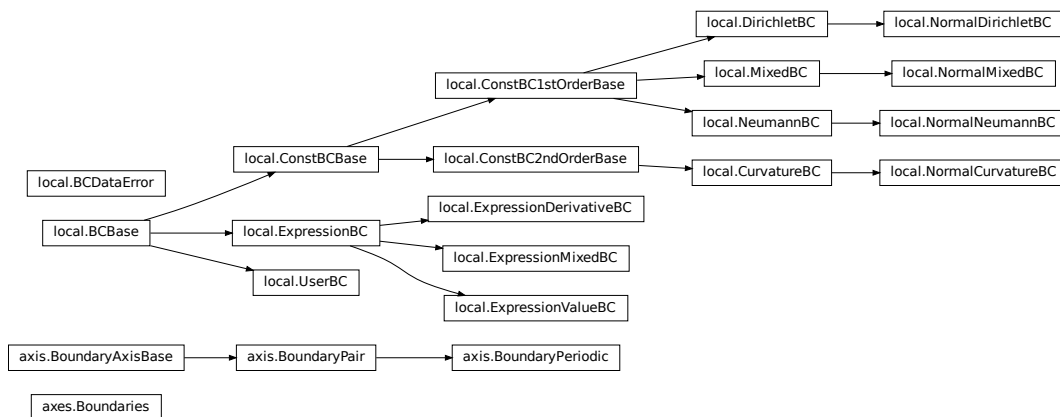 local.DirichletBC
local.NormalDirichletBC
local.MixedBC
local.NormalMixedBC
local.ConstBC1stOrderBase
local.NeumannBC
local.NormalNeumannBC
local.ConstBCBase
local.ConstBC2ndOrderBase
local.CurvatureBC
local.NormalCurvatureBC
local.BCDataError
local.ExpressionDerivativeBC
local.BCBase
local.ExpressionBC
local.ExpressionMixedBC
local.UserBC
local.ExpressionValueBC
axis.BoundaryAxisBase
axis.BoundaryPair
axis.BoundaryPeriodic
axes.Boundaries